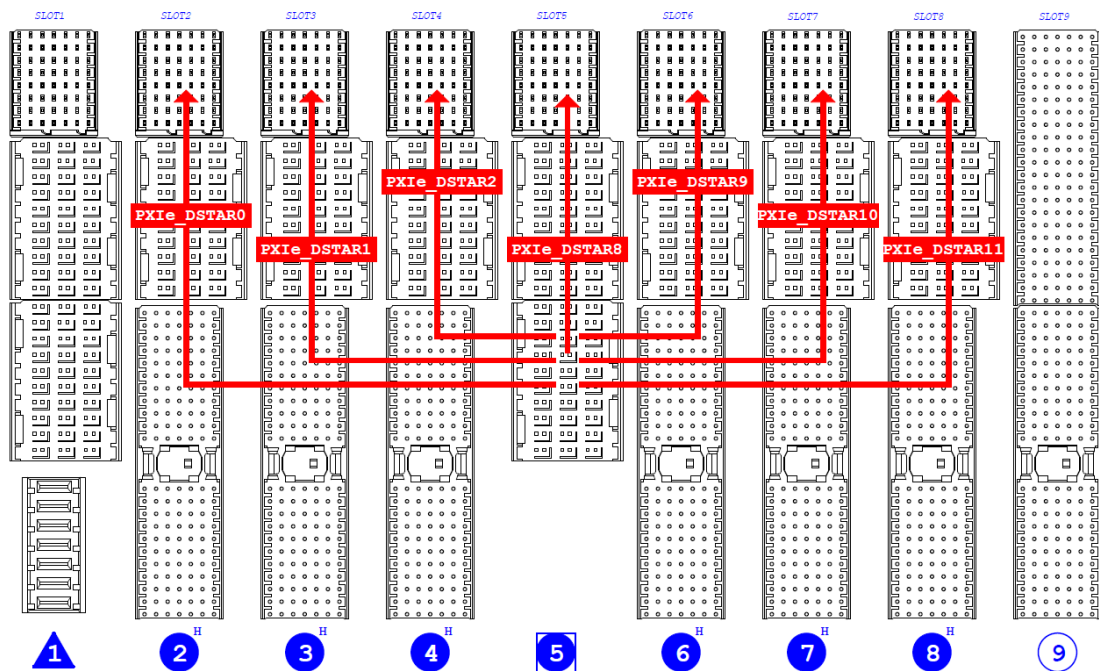 SLOT1 SLOT2 SLOT3 SLOT4 SLOT5 SLOT6 SLOT7 SLOT8 SLOT9
PXIe_DSTAR2 PXIe_DSTAR9
PXIe_DSTAR0 PXIe_DSTAR10
PXIe_DSTAR1 PXIe_DSTAR8 PXIe_DSTAR11
H H H H H H
1 2 3 4 5 6 7 8 9